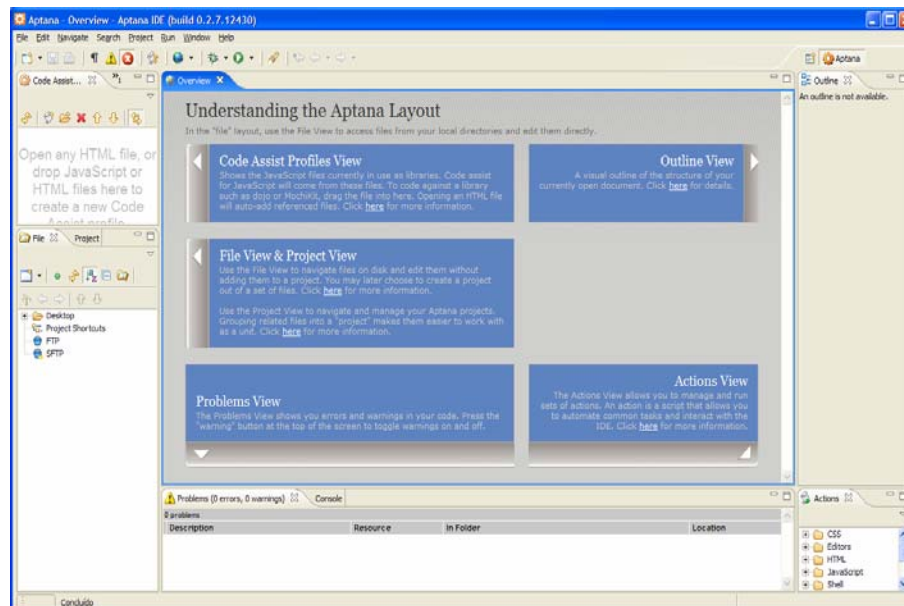 Aptana - Overview - Aptana IDE (build 0.2.7.12430)
File Edit Navigate Search Project Run Window Help
Aptana
Code Assist...
Open any HTML file, or
drop JavaScript or
HTML files here to
create a new Code
Assist profile
File Project
Desktop
Project Shortcuts
FTP
SFTP
Overview
Understanding the Aptana Layout
In the "file" layout, use the File View to access files from your local directories and edit them directly.
Code Assist Profiles View
Shows the JavaScript files currently in use as libraries. Code assist
for JavaScript will come from these files. To code against a library
such as dojo or MochiKit, drag the file into here. Opening an HTML file
will auto-add referenced files. Click here for more information.
Outline View
A visual outline of the structure of your
currently open document. Click here for details.
File View & Project View
Use the File View to navigate files on disk and edit them without
adding them to a project. You may later choose to create a project
out of a set of files. Click here for more information.
Use the Project View to navigate and manage your Aptana projects.
Grouping related files into a "project" makes them easier to work with
as a unit. Click here for more information.
Problems View
The Problems View shows you errors and warnings in your code. Press the
"warning" button at the top of the screen to toggle warnings on and off.
Actions View
The Actions View allows you to manage and run
sets of actions. An action is a script that allows you
to automate common tasks and interact with the
IDE. Click here for more information.
Outline
An outline is not available.
Problems (0 errors, 0 warnings) Console
0 problems
Description Resource In Folder Location
Actions
CSS
Editors
HTML
JavaScript
Shell
Concluído